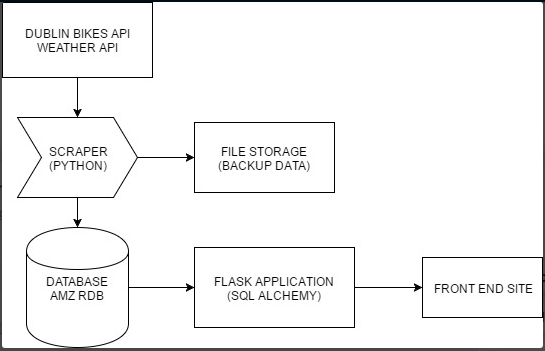 DUBLIN BIKES API
WEATHER API
SCRAPER
(PYTHON)
FILE STORAGE
(BACKUP DATA)
DATABASE
AMZ RDB
FLASK APPLICATION
(SQL ALCHEMY)
FRONT END SITE